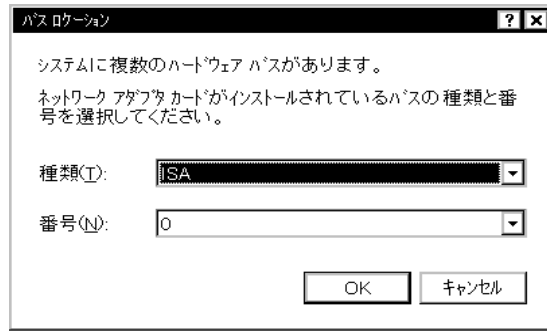 バス ロケーション
システムに複数のハードウェア バスがあります。
ネットワーク アダプタ カードがインストールされているバスの種類と番
号を選択してください。
種類(T):
ISA
番号(N):
0
OK
キャンセル